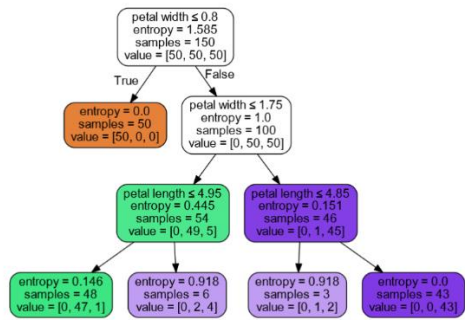 petal width ≤ 0.8
entropy = 1.585
samples = 150
value = [50, 50, 50]
True
False
entropy = 0.0
samples = 50
value = [50, 0, 0]
petal width ≤ 1.75
entropy = 1.0
samples = 100
value = [0, 50, 50]
petal length ≤ 4.95
entropy = 0.445
samples = 54
value = [0, 49, 5]
petal length ≤ 4.85
entropy = 0.151
samples = 46
value = [0, 1, 45]
entropy = 0.146
samples = 48
value = [0, 47, 1]
entropy = 0.918
samples = 6
value = [0, 2, 4]
entropy = 0.918
samples = 3
value = [0, 1, 2]
entropy = 0.0
samples = 43
value = [0, 0, 43]